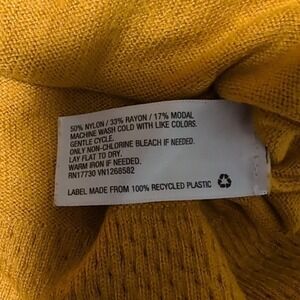 50% NYLON / 33% RAYON / 17% MODAL
MACHINE WASH COLD WITH LIKE COLORS.
GENTLE CYCLE.
ONLY NON-CHLORINE BLEACH IF NEEDED.
LAY FLAT TO DRY.
WARM IRON IF NEEDED.
RN17730 VN1268582
LABEL MADE FROM 100% RECYCLED PLASTIC